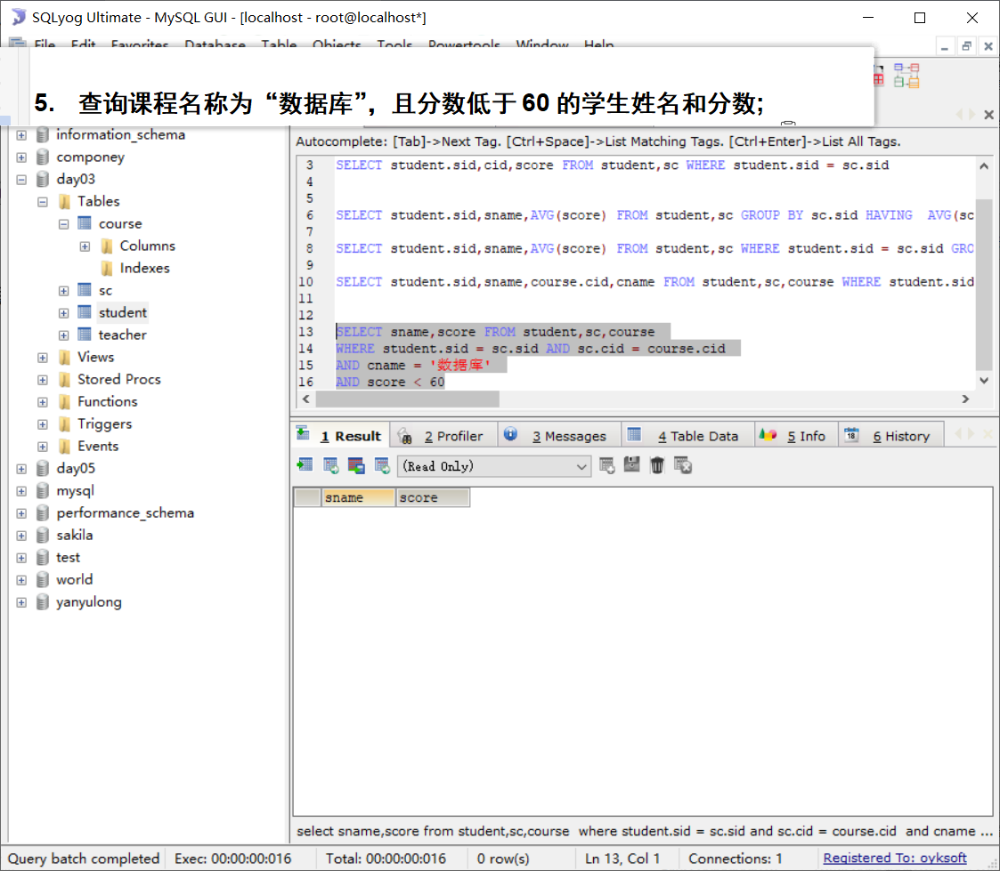 SQLyog Ultimate - MySQL GUI - [localhost - root@localhost*]
File Edit Favorites Database Table Objects Tools Powertools Window Help
5. 查询课程名称为“数据库”，且分数低于 60 的学生姓名和分数;
information_schema
componey
day03
Tables
course
Columns
Indexes
sc
student
teacher
Views
Stored Procs
Functions
Triggers
Events
day05
mysql
performance_schema
sakila
test
world
yanyulong
Autocomplete: [Tab]->Next Tag. [Ctrl+Space]->List Matching Tags. [Ctrl+Enter]->List All Tags.
3 SELECT student.sid,cid,score FROM student,sc WHERE student.sid = sc.sid
4
5
6 SELECT student.sid,sname,AVG(score) FROM student,sc GROUP BY sc.sid HAVING AVG(sc
7
8 SELECT student.sid,sname,AVG(score) FROM student,sc WHERE student.sid = sc.sid GRO
9
10 SELECT student.sid,sname,course.cid,cname FROM student,sc,course WHERE student.sid
11
12
13 SELECT sname,score FROM student,sc,course
14 WHERE student.sid = sc.sid AND sc.cid = course.cid
15 AND cname = '数据库'
16 AND score < 60
1 Result 2 Profiler 3 Messages 4 Table Data 5 Info 6 History
(Read Only)
sname score
select sname,score from student,sc,course where student.sid = sc.sid and sc.cid = course.cid and cname ...
Query batch completed Exec: 00:00:00:016 Total: 00:00:00:016 0 row(s) Ln 13, Col 1 Connections: 1 Registered To: oyksoft